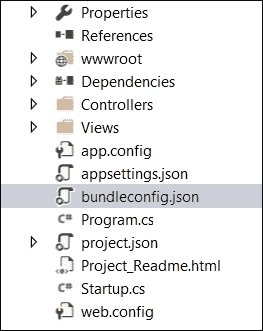 Properties
References
wwwroot
Dependencies
Controllers
Views
app.config
appsettings.json
bundleconfig.json
C# Program.cs
project.json
Project_Readme.html
C# Startup.cs
web.config